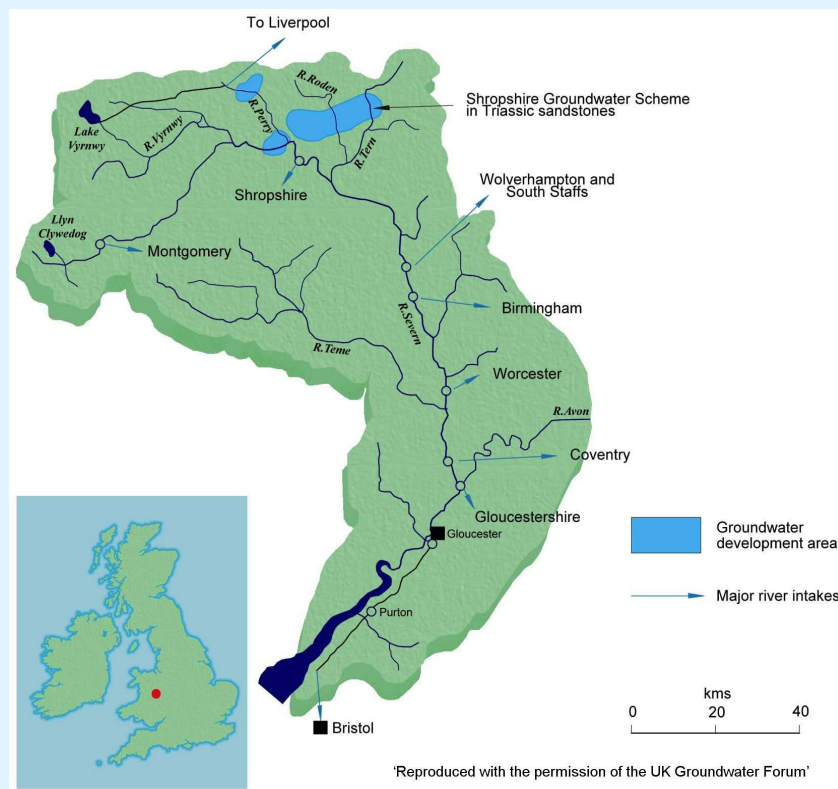 To Liverpool
R.Roden
Shropshire Groundwater Scheme
in Triassic sandstones
R.Perry
Lake
Vyrnwy
R.Vyrnwy
R.Tern
Shropshire
Wolverhampton and
South Staffs
Llyn
Clywedog
Montgomery
Birmingham
R.Severn
R.Teme
Worcester
R.Avon
Coventry
Gloucestershire
Gloucester
Groundwater
development area
Major river intakes
Purton
Bristol
kms
0 20 40
‘Reproduced with the permission of the UK Groundwater Forum’